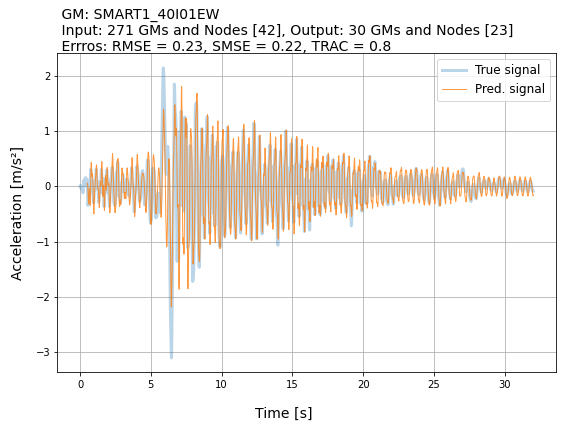 GM: SMART1_40I01EW
Input: 271 GMs and Nodes [42], Output: 30 GMs and Nodes [23]
Errros: RMSE = 0.23, SMSE = 0.22, TRAC = 0.8
True signal
Pred. signal
2
1
0
−1
−2
−3
Acceleration [m/s²]
0 5 10 15 20 25 30
Time [s]